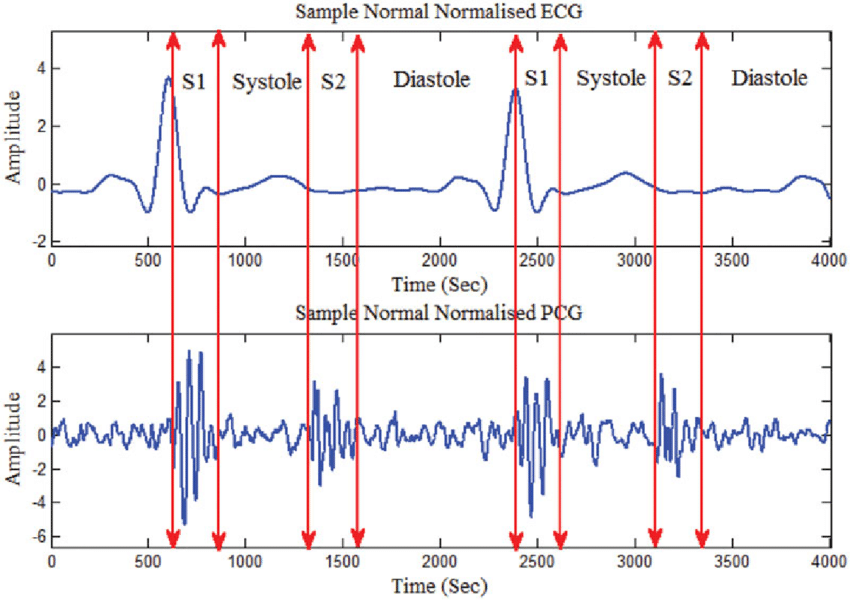 Sample Normal Normalised ECG
Amplitude
4
2
0
-2
S1 Systole S2 Diastole S1 Systole S2 Diastole
0 500 1000 1500 2000 2500 3000 3500 4000
Time (Sec)
Sample Normal Normalised PCG
Amplitude
4
2
0
-2
-4
-6
0 500 1000 1500 2000 2500 3000 3500 4000
Time (Sec)